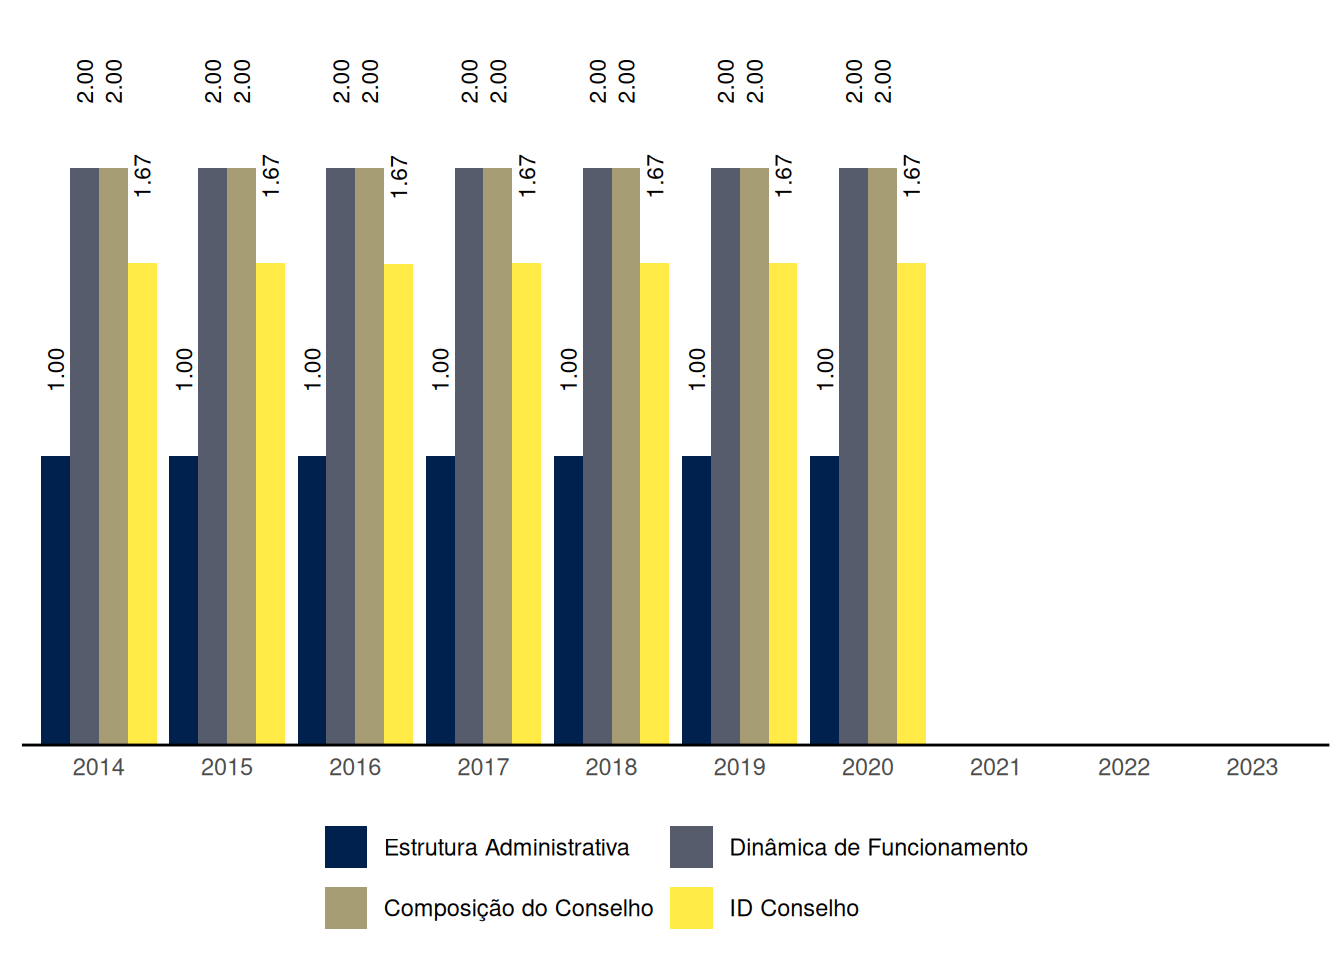 2.00 2.00 2.00 2.00 2.00 2.00 2.00 2.00 2.00 2.00 2.00 2.00 2.00 2.00
1.67 1.67 1.67 1.67 1.67 1.67 1.67
1.00 1.00 1.00 1.00 1.00 1.00 1.00
2014 2015 2016 2017 2018 2019 2020 2021 2022 2023
Estrutura Administrativa Dinâmica de Funcionamento
Composição do Conselho ID Conselho